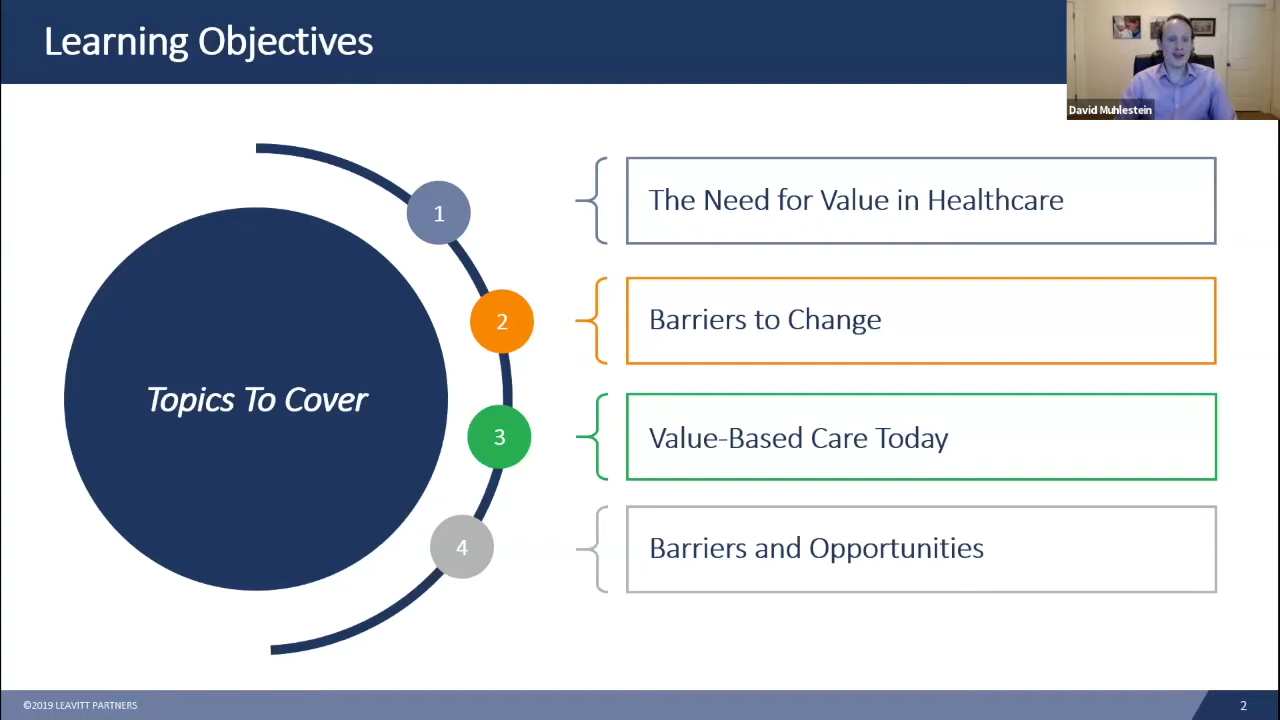 Learning Objectives
David Muhlestein
Topics To Cover
1
The Need for Value in Healthcare
2
Barriers to Change
3
Value-Based Care Today
4
Barriers and Opportunities
©2019 LEAVITT PARTNERS
2